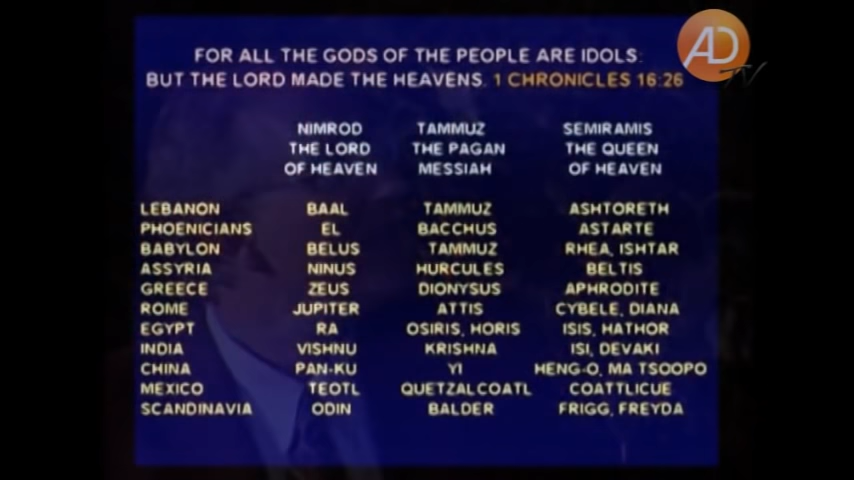 AD
TV
FOR ALL THE GODS OF THE PEOPLE ARE IDOLS:
BUT THE LORD MADE THE HEAVENS. 1 CHRONICLES 16:26
NIMROD TAMMUZ SEMIRAMIS
THE LORD THE PAGAN THE QUEEN
OF HEAVEN MESSIAH OF HEAVEN
LEBANON BAAL TAMMUZ ASHTORETH
PHOENICIANS EL BACCHUS ASTARTE
BABYLON BELUS TAMMUZ RHEA, ISHTAR
ASSYRIA NINUS HURCULES BELTIS
GREECE ZEUS DIONYSUS APHRODITE
ROME JUPITER ATTIS CYBELE, DIANA
EGYPT RA OSIRIS, HORIS ISIS, HATHOR
INDIA VISHNU KRISHNA ISI, DEVAKI
CHINA PAN-KU YI HENG-O, MA TSOOPO
MEXICO TEOTL QUETZALCOATL COATTLICUE
SCANDINAVIA ODIN BALDER FRIGG, FREYDA